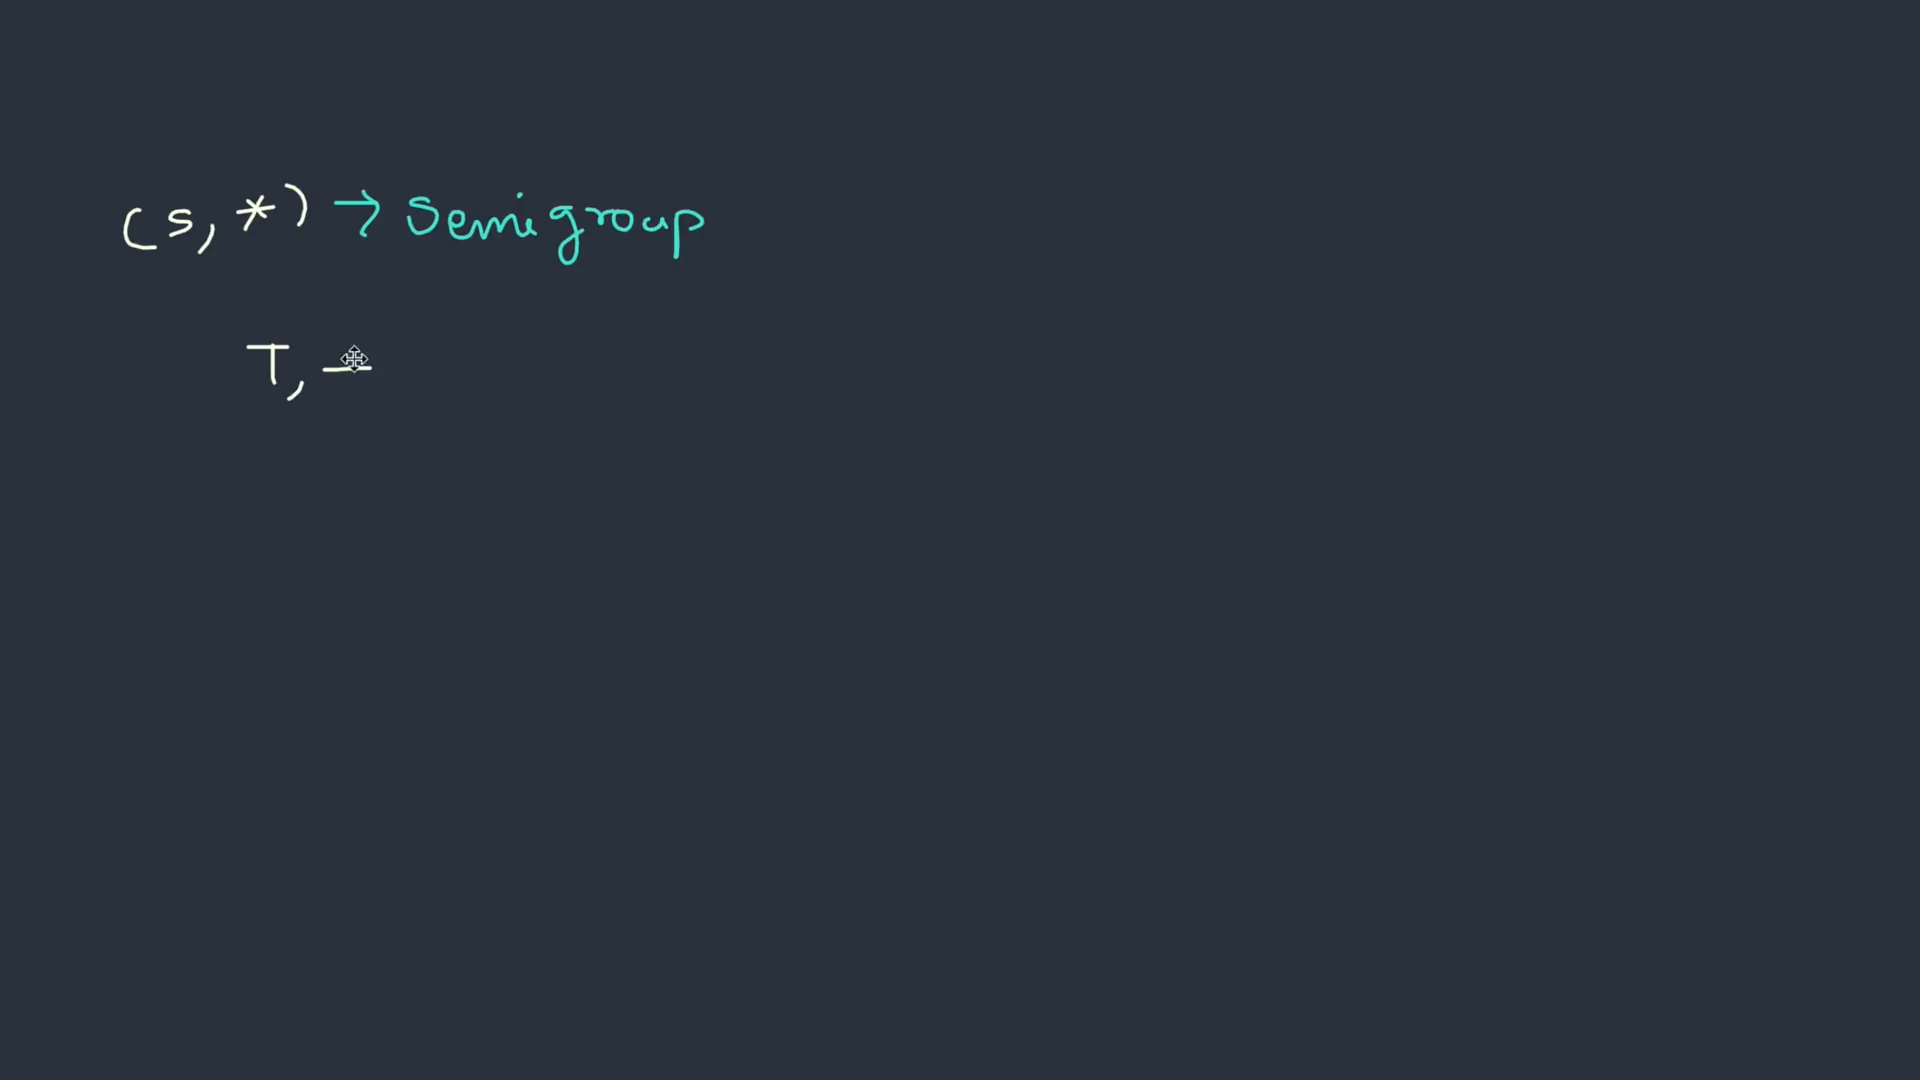 (S, *) → Semigroup
T, —